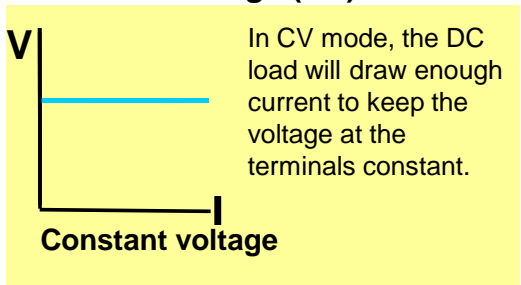 V
In CV mode, the DC
load will draw enough
current to keep the
voltage at the
terminals constant.
I
Constant voltage